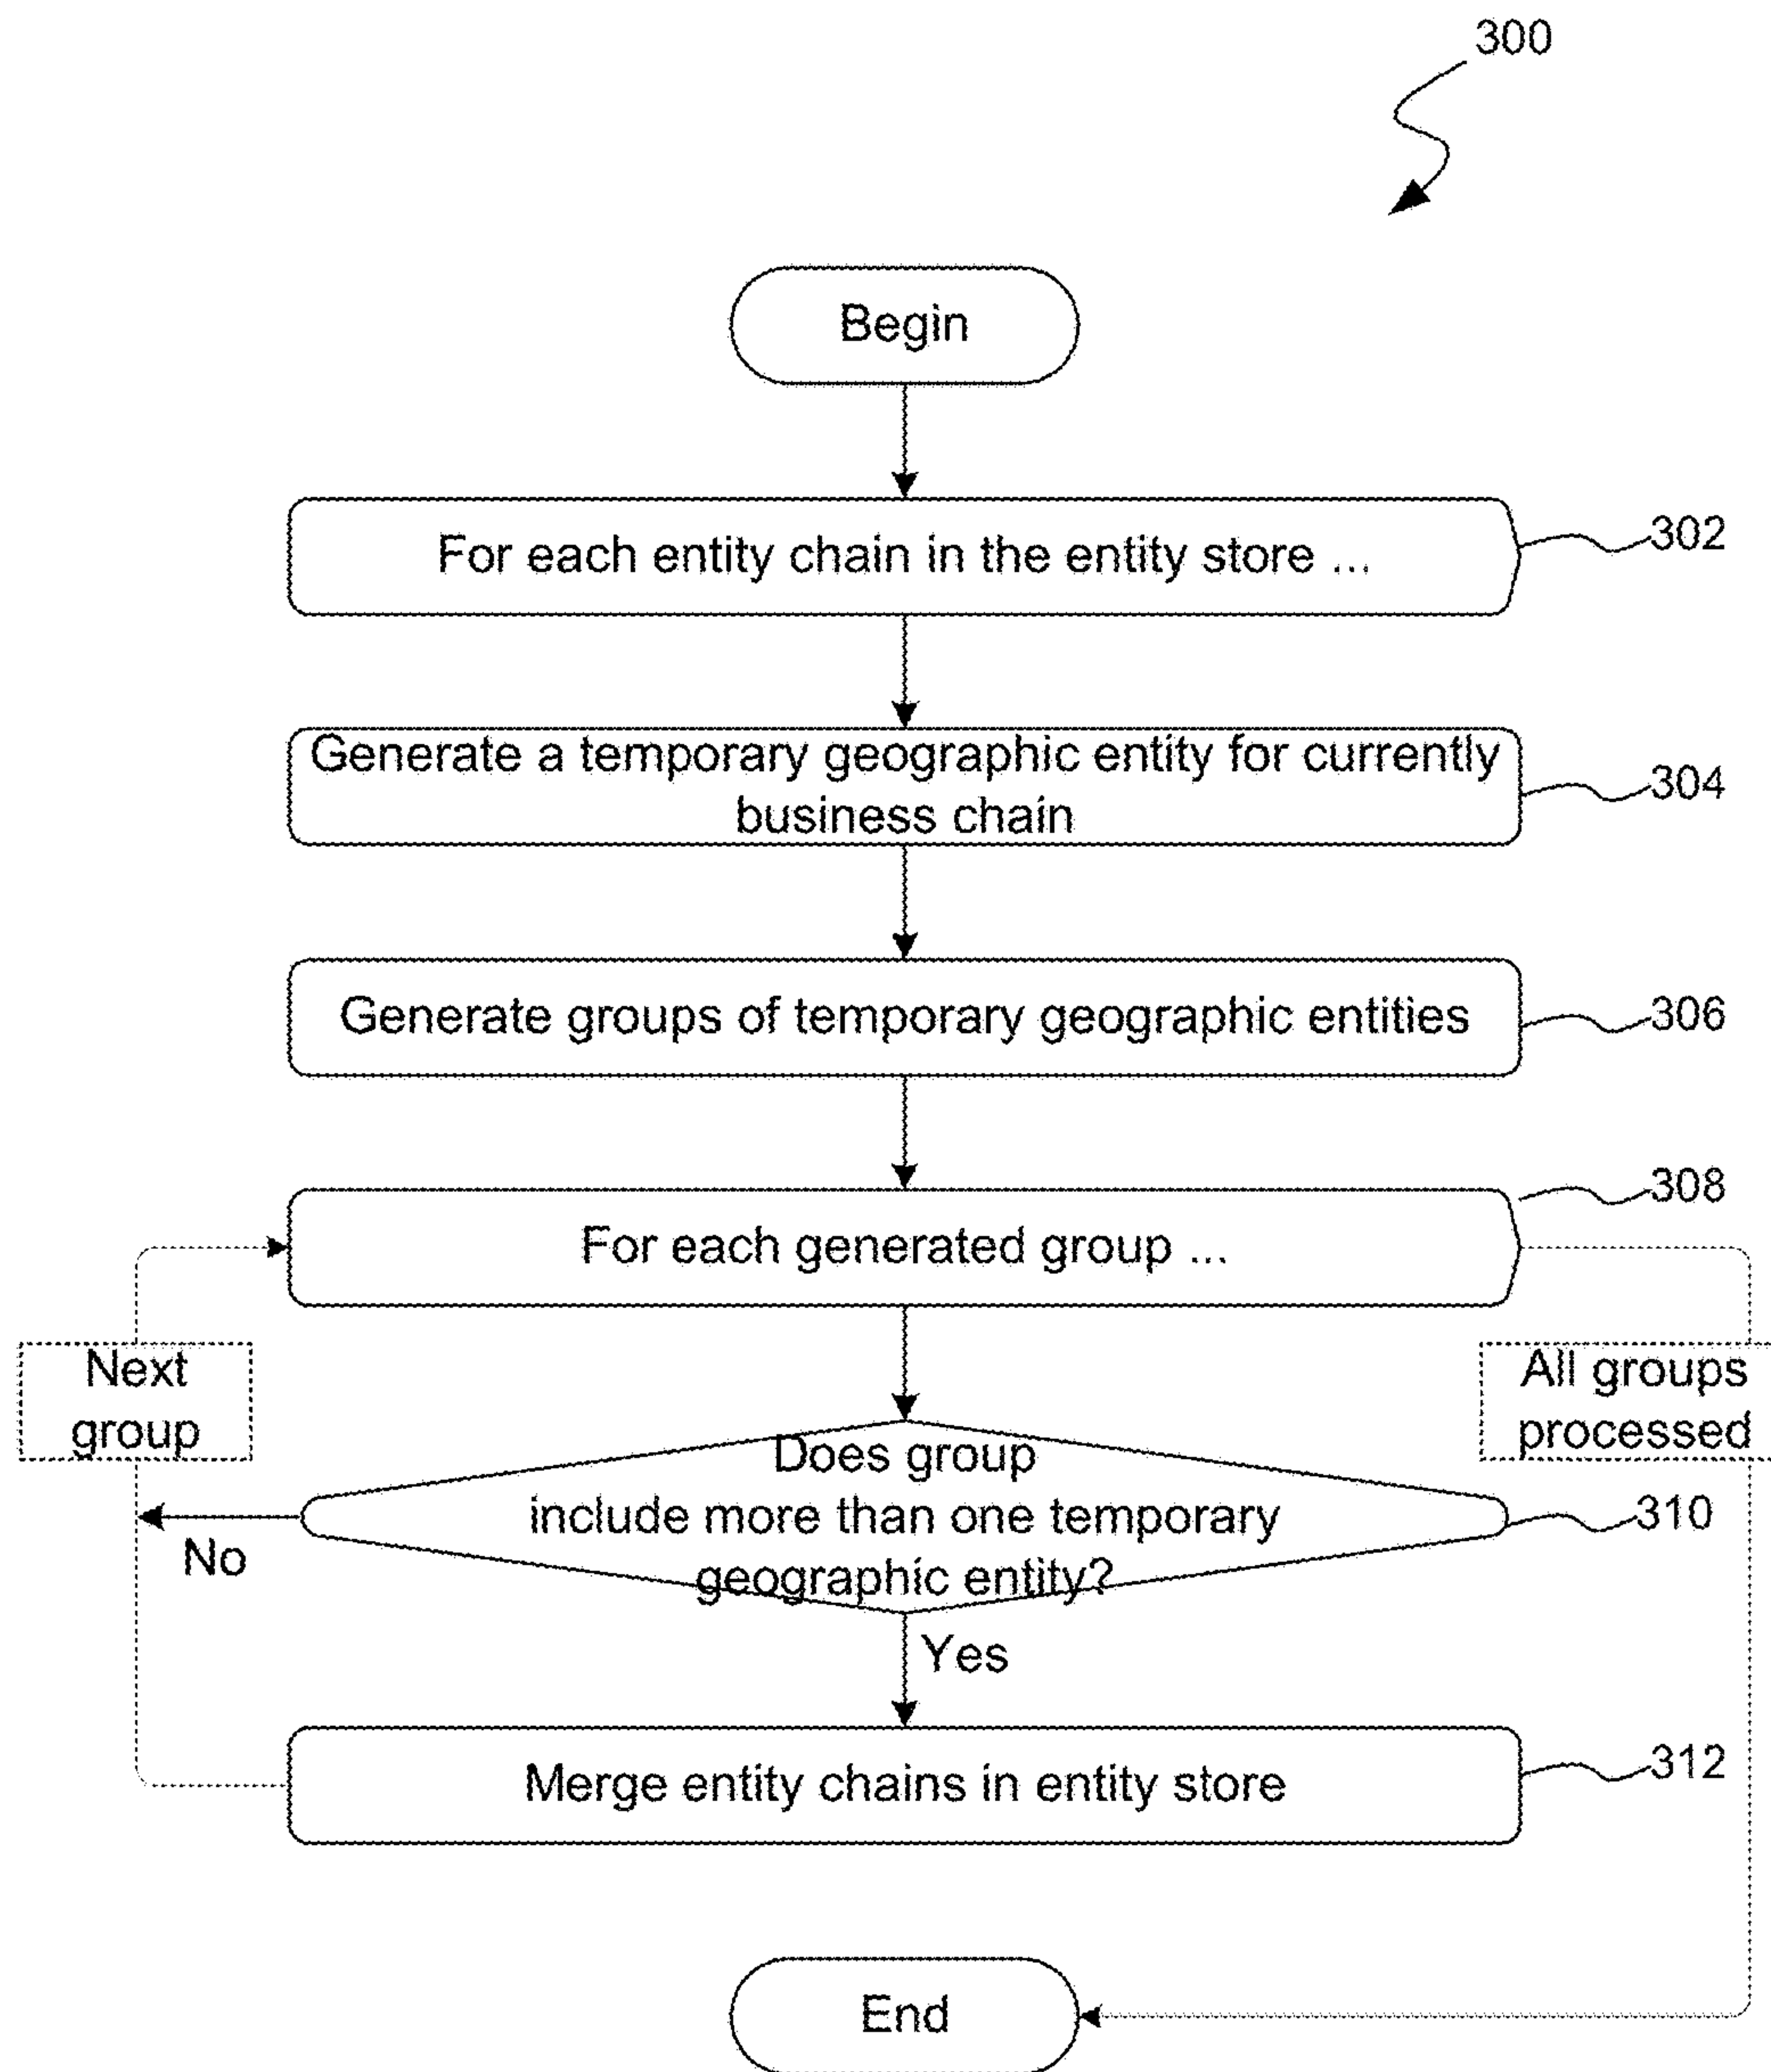 300
Begin
For each entity chain in the entity store ...
302
Generate a temporary geographic entity for currently
business chain
304
Generate groups of temporary geographic entities
306
For each generated group ...
308
Next
group
All groups
processed
Does group
include more than one temporary
geographic entity?
310
No
Yes
Merge entity chains in entity store
312
End